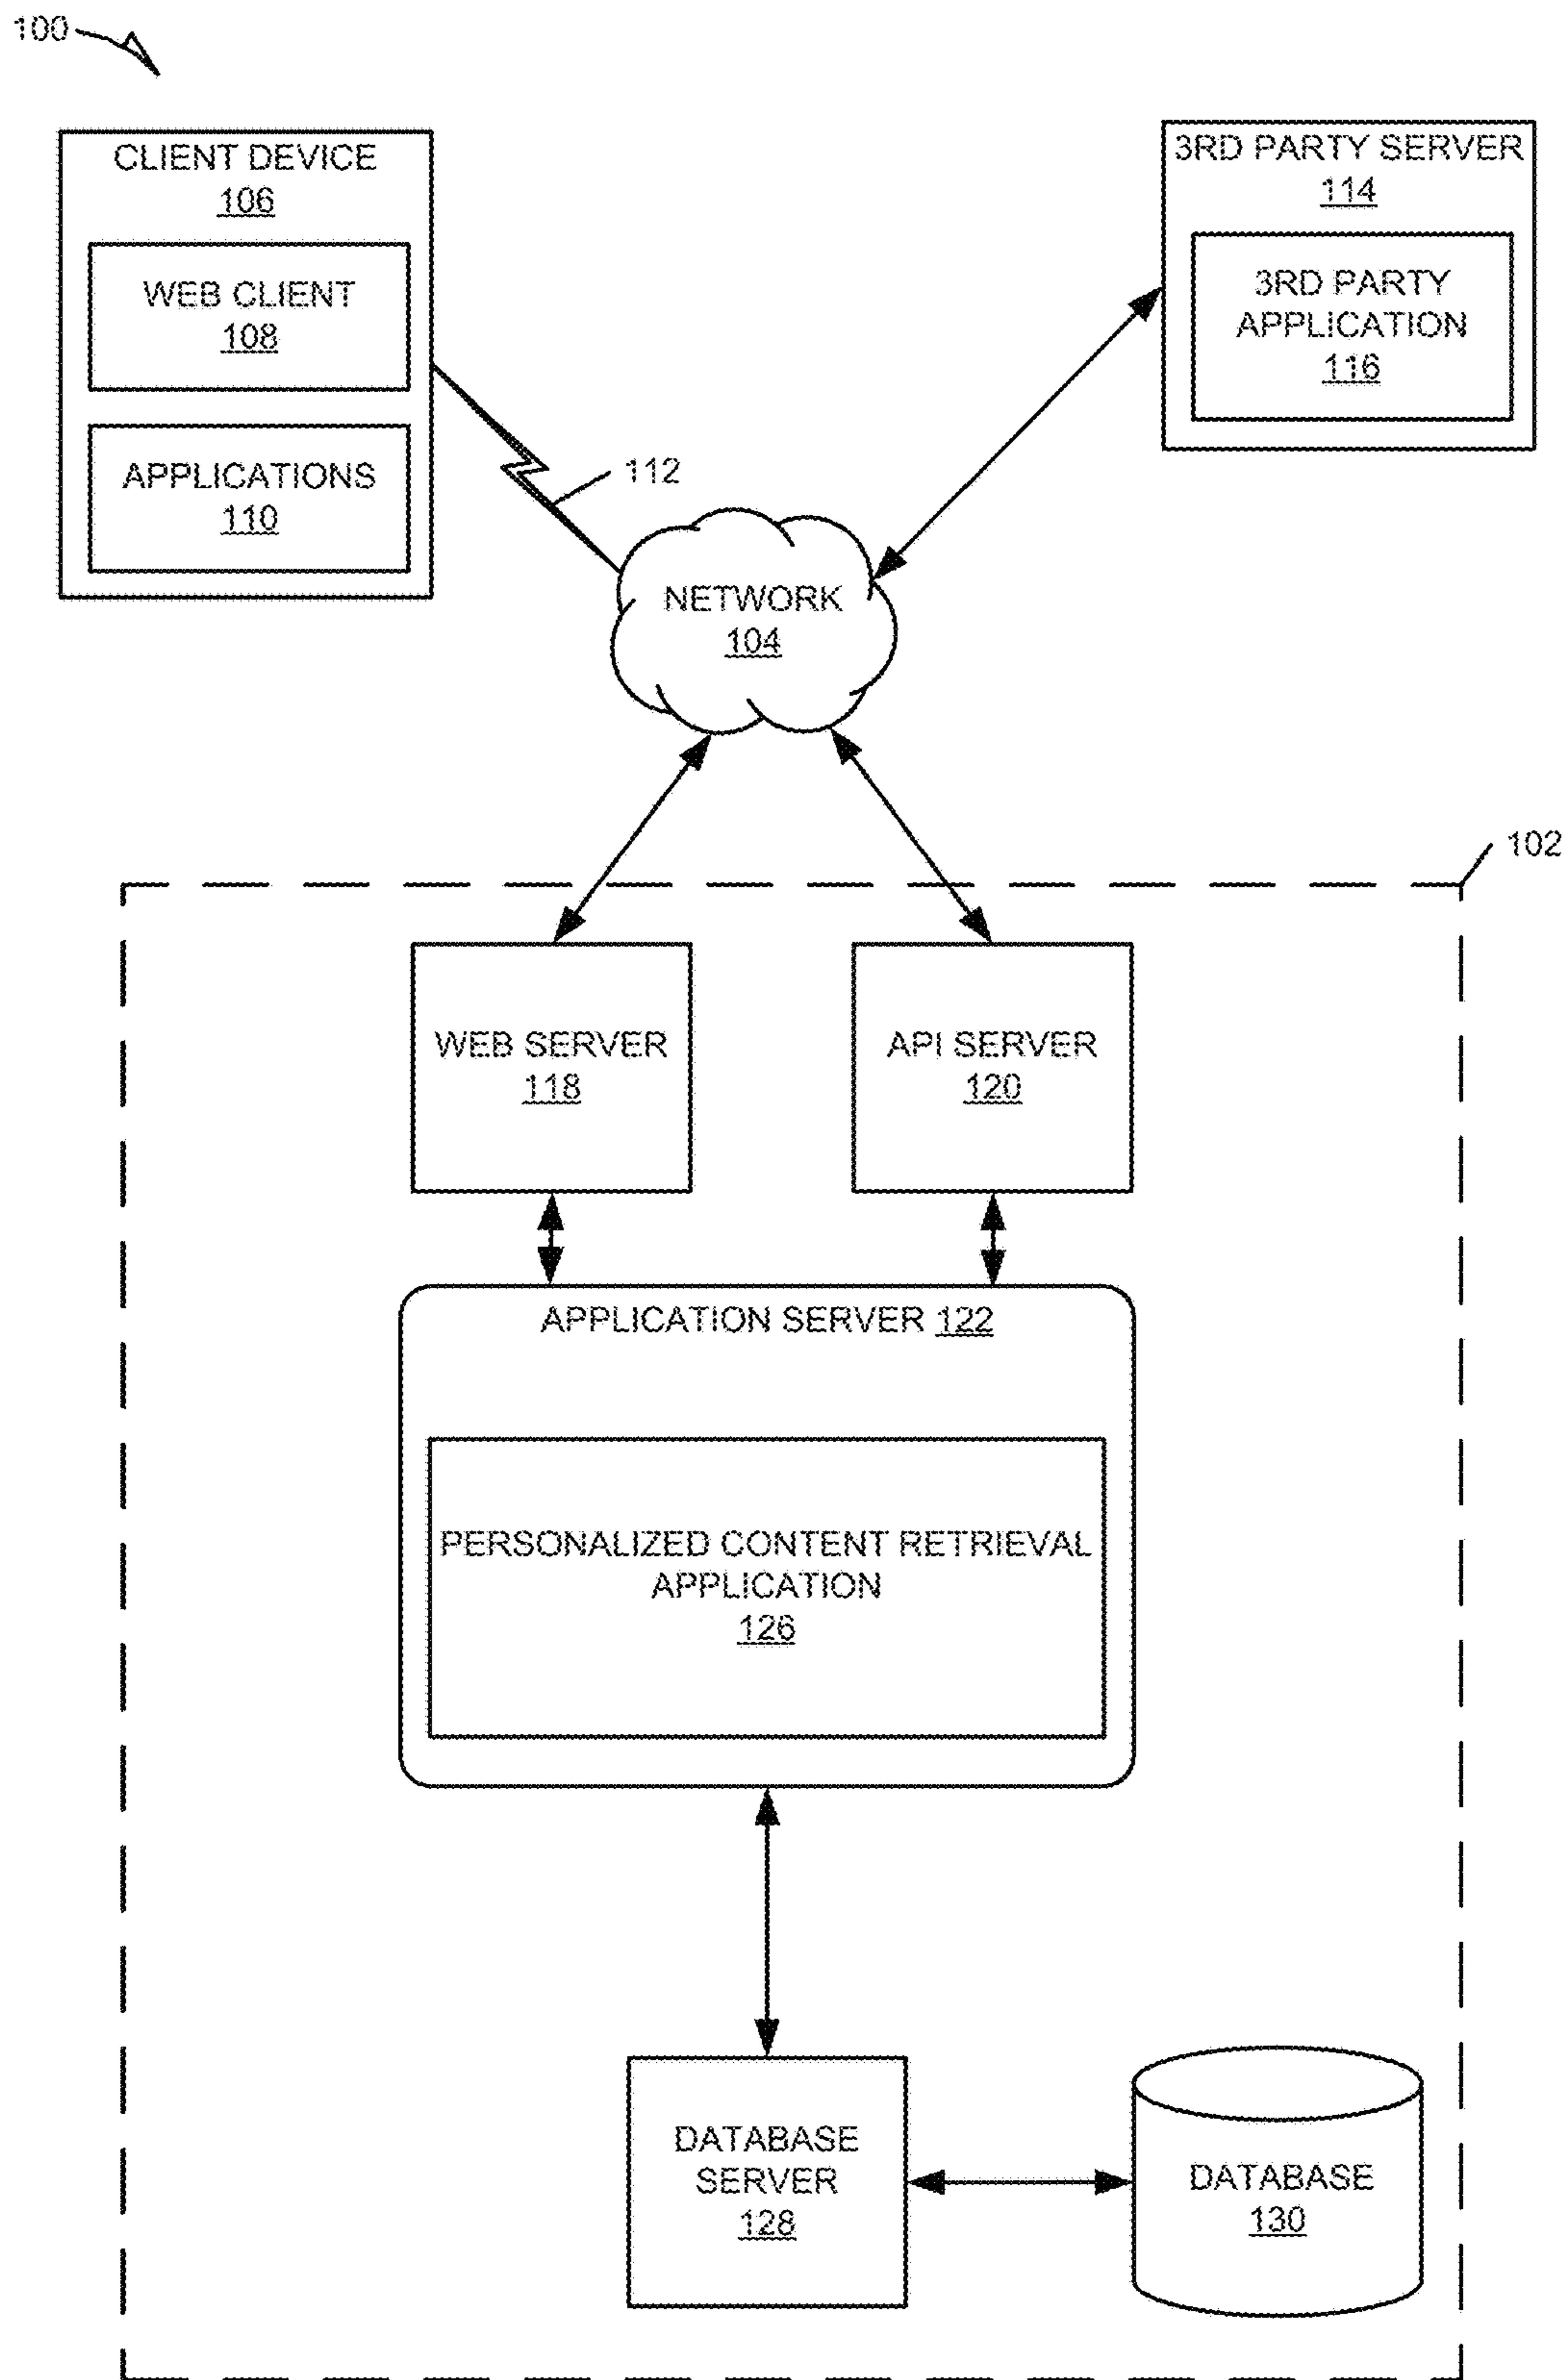 100
CLIENT DEVICE
106
WEB CLIENT
108
APPLICATIONS
110
112
3RD PARTY SERVER
114
3RD PARTY
APPLICATION
116
NETWORK
104
102
WEB SERVER
118
API SERVER
120
APPLICATION SERVER 122
PERSONALIZED CONTENT RETRIEVAL
APPLICATION
126
DATABASE
SERVER
128
DATABASE
130